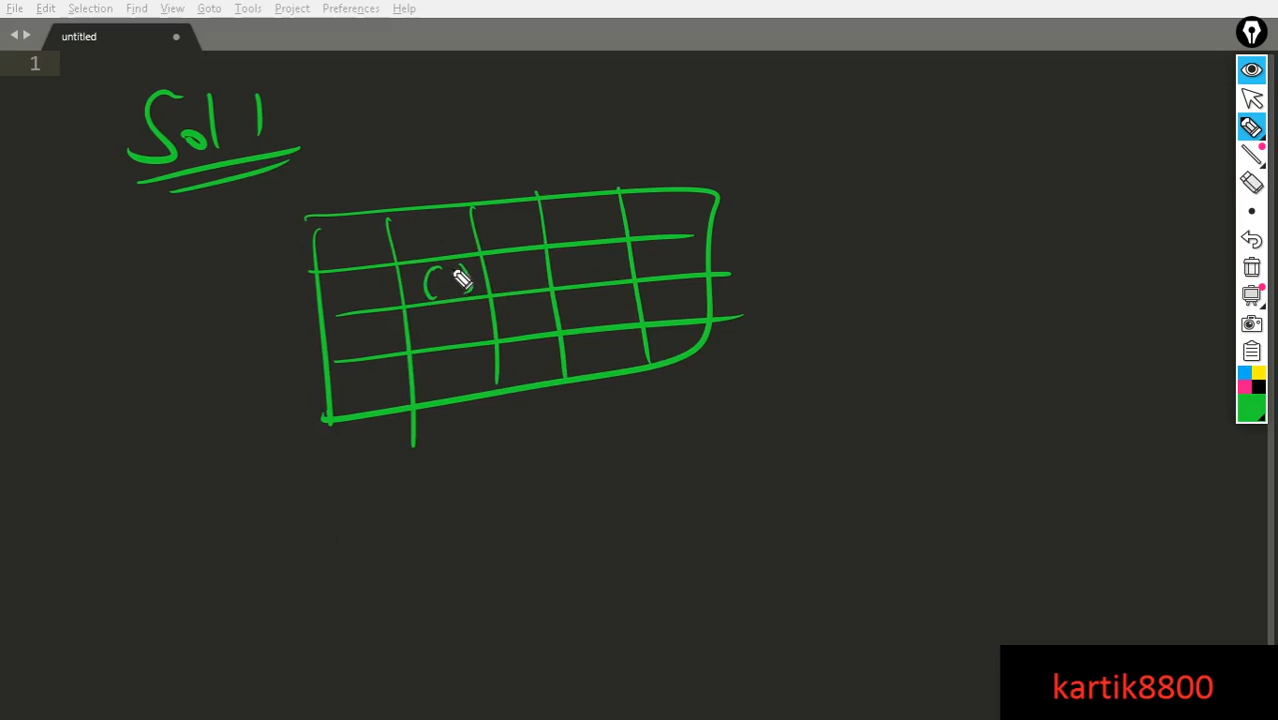 File Edit Selection Find View Goto Tools Project Preferences Help
untitled
1
Sol 1
( )
kartik8800